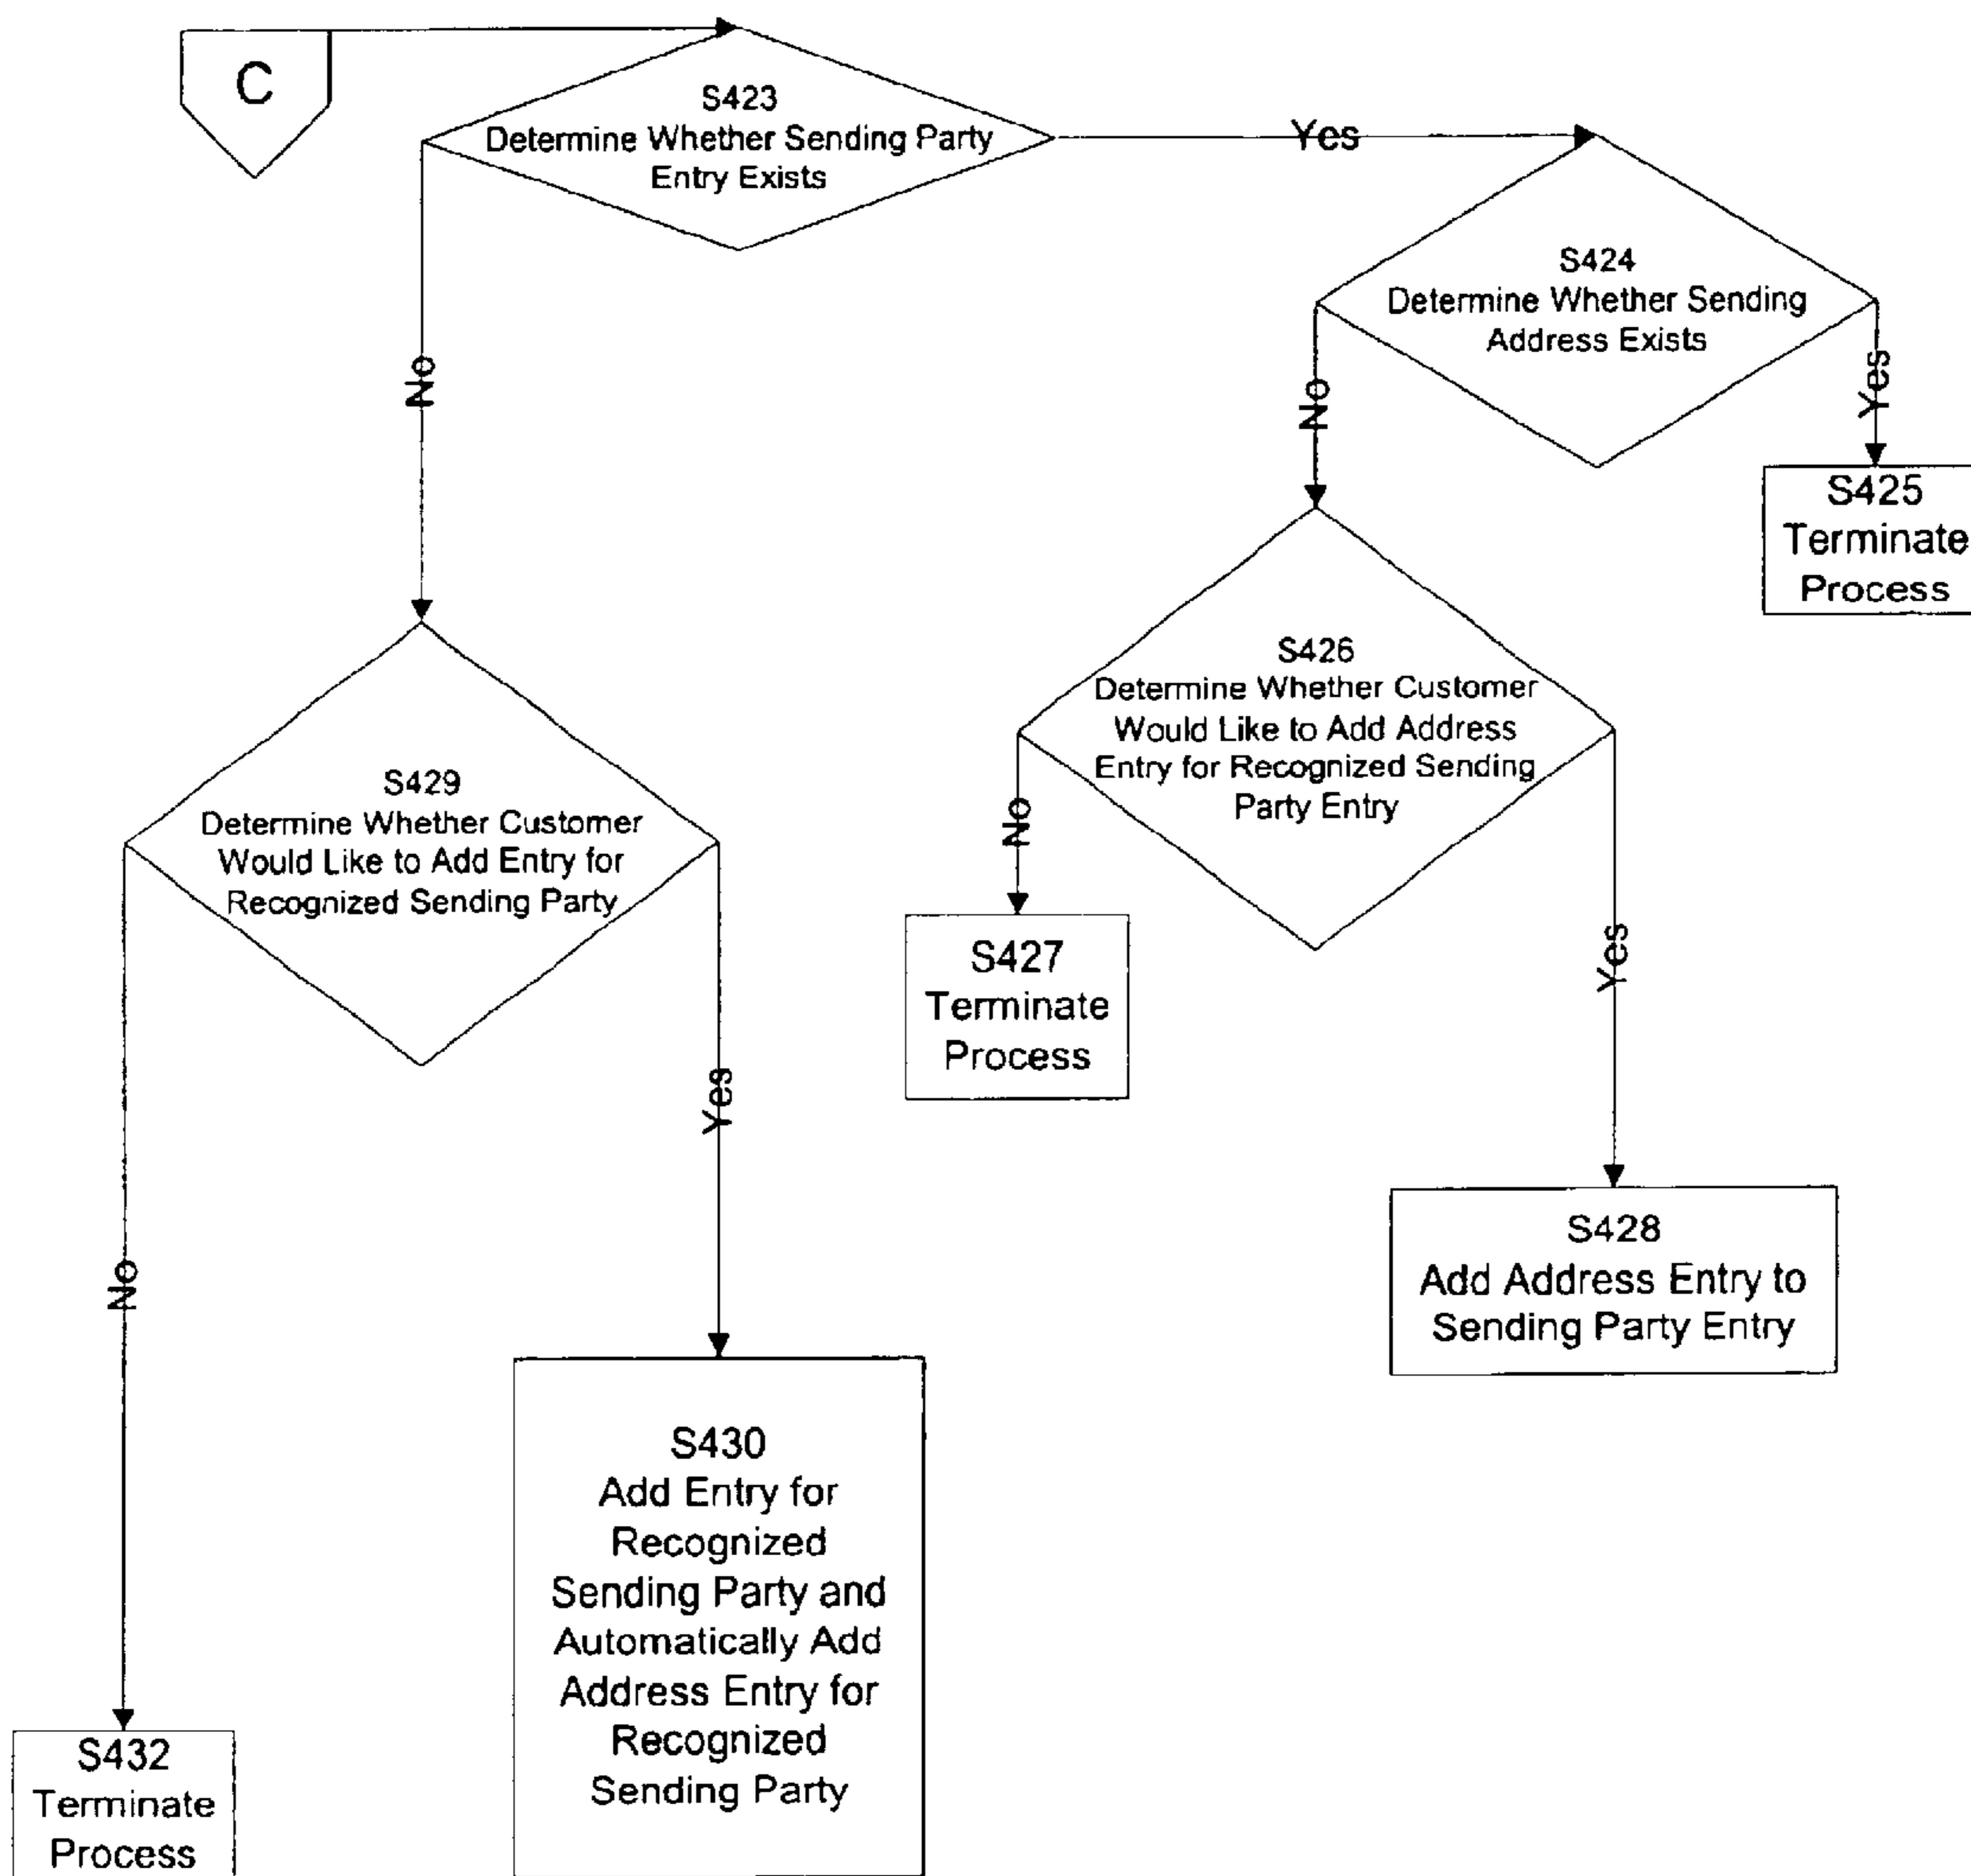 C
S423
Determine Whether Sending Party
Entry Exists
Yes
S424
Determine Whether Sending
Address Exists
No
No
Yes
S425
Terminate
Process
S426
Determine Whether Customer
Would Like to Add Address
Entry for Recognized Sending
Party Entry
S429
Determine Whether Customer
Would Like to Add Entry for
Recognized Sending Party
No
Yes
S427
Terminate
Process
Yes
No
S428
Add Address Entry to
Sending Party Entry
S430
Add Entry for
Recognized
Sending Party and
Automatically Add
Address Entry for
Recognized
Sending Party
S432
Terminate
Process